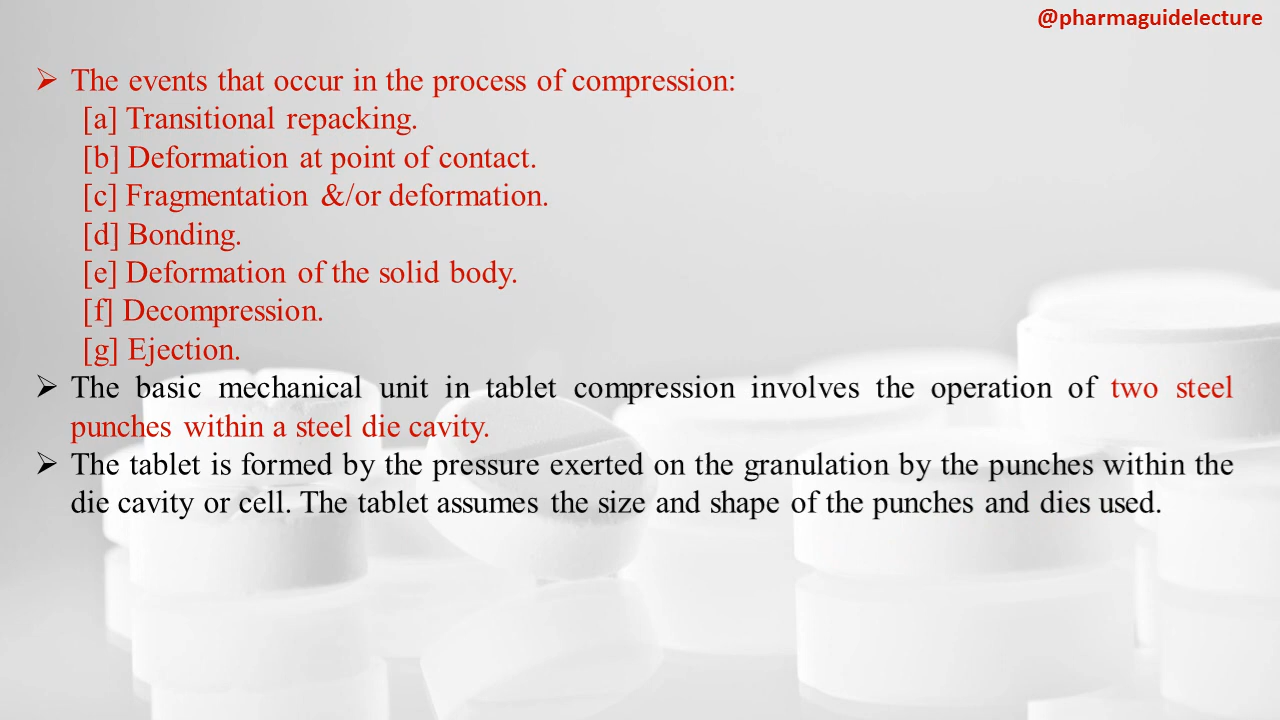 @pharmaguidelecture
➢ The events that occur in the process of compression:
[a] Transitional repacking.
[b] Deformation at point of contact.
[c] Fragmentation &/or deformation.
[d] Bonding.
[e] Deformation of the solid body.
[f] Decompression.
[g] Ejection.
➢ The basic mechanical unit in tablet compression involves the operation of two steel
punches within a steel die cavity.
➢ The tablet is formed by the pressure exerted on the granulation by the punches within the
die cavity or cell. The tablet assumes the size and shape of the punches and dies used.